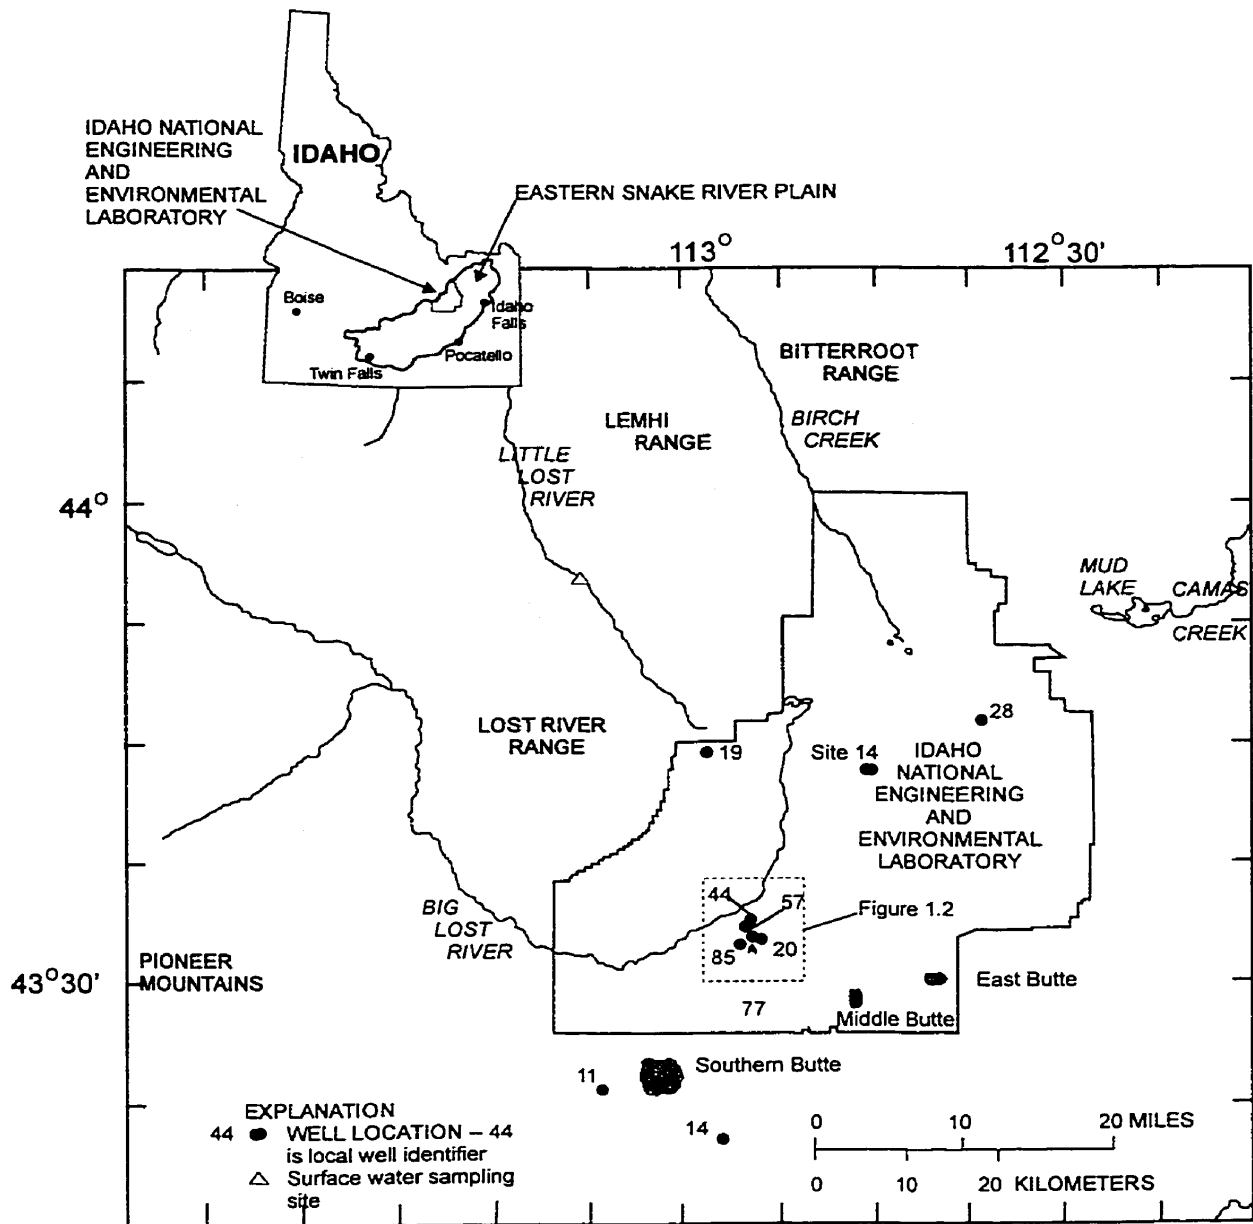 IDAHO NATIONAL
ENGINEERING
AND
ENVIRONMENTAL
LABORATORY
IDAHO
EASTERN SNAKE RIVER PLAIN
113°
112°30'
Boise
Idaho
Falls
Pocatello
Twin Falls
BITTERROOT
RANGE
LEMHI
RANGE
BIRCH
CREEK
LITTLE
LOST
RIVER
44°
MUD
LAKE
CAMAS
CREEK
28
LOST RIVER
RANGE
19
Site 14
IDAHO
NATIONAL
ENGINEERING
AND
ENVIRONMENTAL
LABORATORY
44
57
Figure 1.2
BIG
LOST
RIVER
85
20
PIONEER
MOUNTAINS
43°30'
East Butte
77
Middle Butte
Southern Butte
11
14
EXPLANATION
44 WELL LOCATION – 44
is local well identifier
Surface water sampling
site
0 10 20 MILES
0 10 20 KILOMETERS